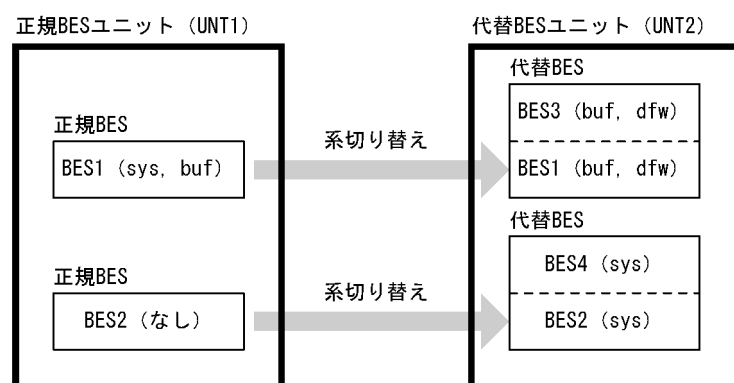 正規BESユニット（UNT1）
代替BESユニット（UNT2）
代替BES
BES3（buf, dfw）
正規BES
系切り替え
BES1（sys, buf）
BES1（buf, dfw）
代替BES
BES4（sys）
正規BES
系切り替え
BES2（なし）
BES2（sys）